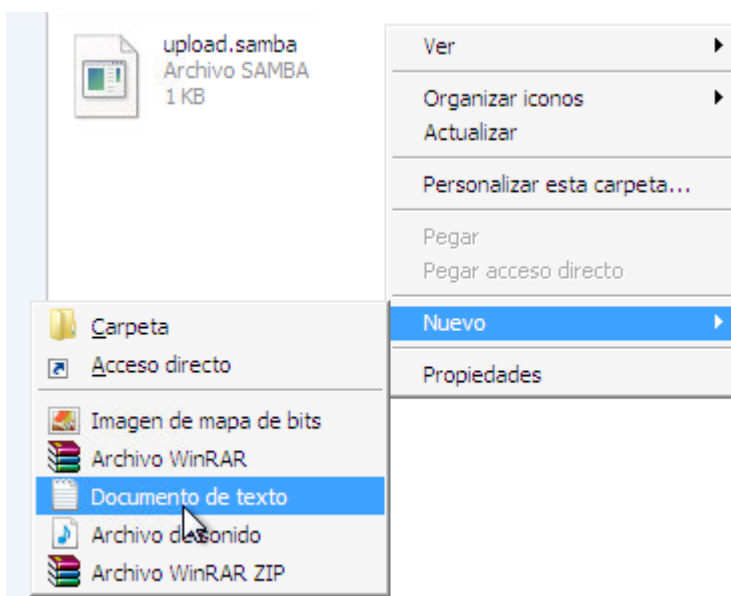 upload.samba
Archivo SAMBA
1 KB
Ver
Organizar iconos
Actualizar
Personalizar esta carpeta...
Pegar
Pegar acceso directo
Nuevo
Propiedades
Carpeta
Acceso directo
Imagen de mapa de bits
Archivo WinRAR
Documento de texto
Archivo de sonido
Archivo WinRAR ZIP